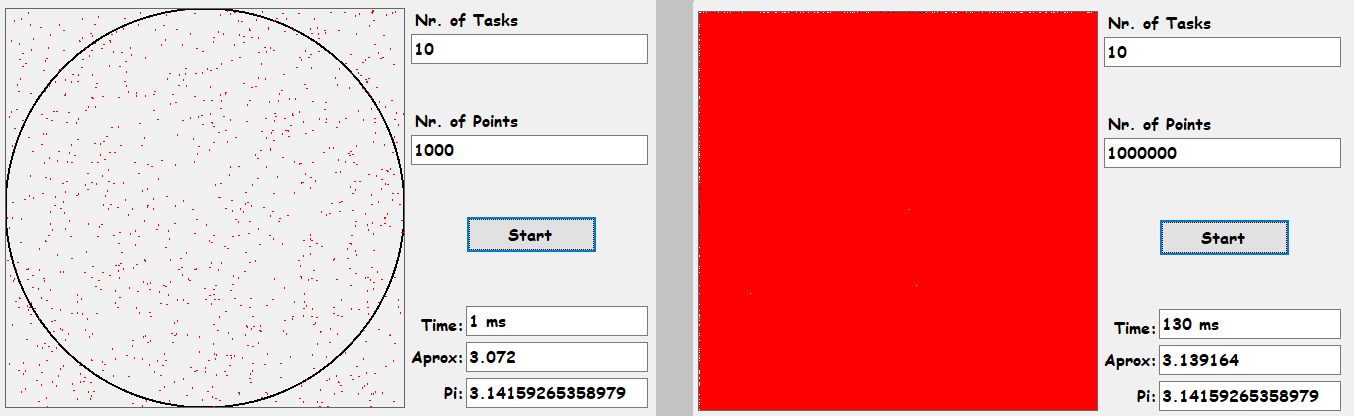 Nr. of Tasks
10
Nr. of Points
1000
Start
Time: 1 ms
Aprox: 3.072
Pi: 3.14159265358979
Nr. of Tasks
10
Nr. of Points
1000000
Start
Time: 130 ms
Aprox: 3.139164
Pi: 3.14159265358979